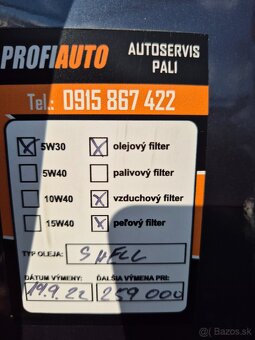 PROFIAUTO
AUTOSERVIS
PALI
Tel.: 0915 867 422
5W30 olejový filter
5W40 palivový filter
10W40 vzduchový filter
15W40 peľový filter
TYP OLEJA: SHELL
DÁTUM VÝMENY: ĎALŠIA VÝMENA PRI:
19.9.22 259 000
bazos.sk